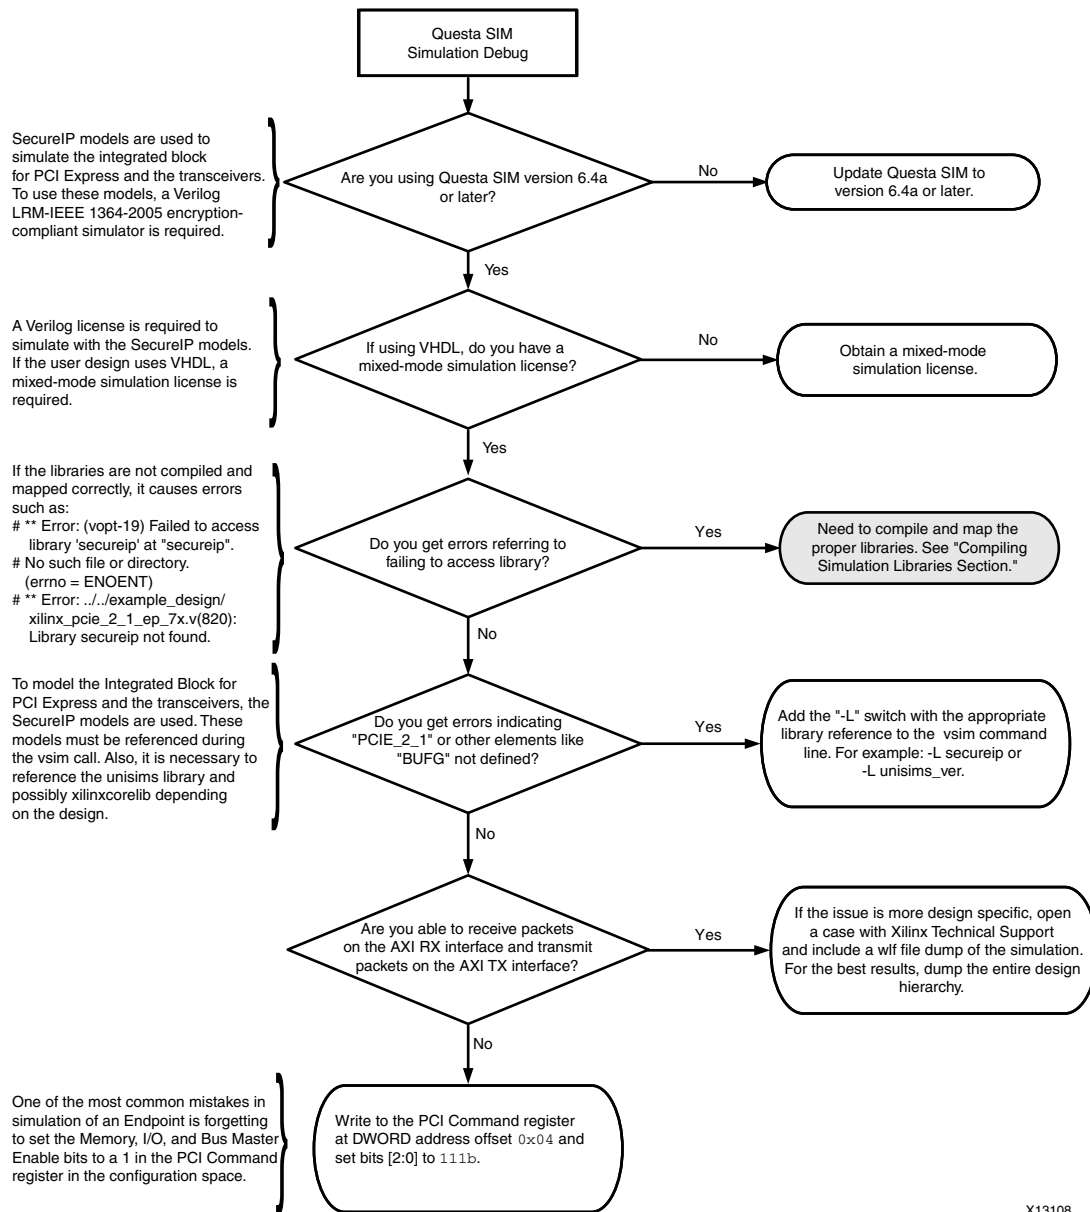 Questa SIM
Simulation Debug
SecureIP models are used to
simulate the integrated block
for PCI Express and the transceivers.
To use these models, a Verilog
LRM-IEEE 1364-2005 encryption-
compliant simulator is required.
Are you using Questa SIM version 6.4a
or later?
No
Update SIM to
version 6.4a or later.
Yes
A Verilog license is required to
simulate with the SecureIP models.
If the user design uses VHDL, a
mixed-mode simulation license is
required.
If using VHDL, do you have a
mixed-mode simulation license?
No
Obtain a mixed-mode
simulation license.
Yes
If the libraries are not compiled and
mapped correctly, it causes errors
such as:
# ** Error: (vopt-19) Failed to access
library 'secureip' at "secureip".
# No such file or directory.
(errno = ENOENT)
# ** Error: ../../example_design/
xilinx_pcie_2_1_ep_7x.v(820):
Library secureip not found.
Do you get errors referring to
failing to access library?
Yes
Need to compile and map the
proper libraries. See "Compiling
Simulation Libraries Section."
No
To model the Integrated Block for
PCI Express and the transceivers, the
SecureIP models are used. These
models must be referenced during
the vsim call. Also, it is necessary to
reference the unisims library and
possibly xilinxcorelib depending
on the design.
Do you get errors indicating
"PCIE_2_1" or other elements like
"BUFG" not defined?
Yes
Add the "-L" switch with the appropriate
library reference to the vsim command
line. For example: -L secureip or
-L unisims_ver.
No
Are you able to receive packets
on the AXI RX interface and transmit
packets on the AXI TX interface?
Yes
If the issue is more design specific, open
a case with Xilinx Technical Support
and include a wlf file dump of the simulation.
For the best results, dump the entire design
hierarchy.
No
One of the most common mistakes in
simulation of an Endpoint is forgetting
to set the Memory, I/O, and Bus Master
Enable bits to a 1 in the PCI Command
register in the configuration space.
Write to the PCI Command register
at DWORD address offset 0x04 and
set bits [2:0] to 111b.
X13108